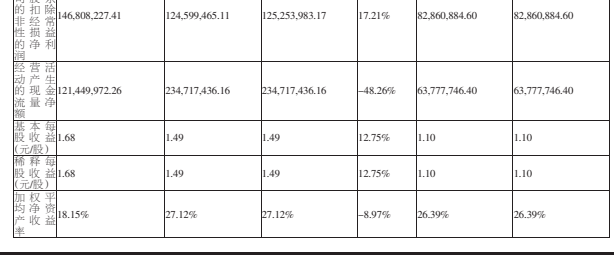 的扣除
非经常
性损益
的净利
润
146,808,227.41 124,599,465.11 125,253,983.17 17.21% 82,860,884.60 82,860,884.60
经营活
动产生
的现金
流量净
额
121,449,972.26 234,717,436.16 234,717,436.16 –48.26% 63,777,746.40 63,777,746.40
基本每
股收益
(元/股)
1.68 1.49 1.49 12.75% 1.10 1.10
稀释每
股收益
(元/股)
1.68 1.49 1.49 12.75% 1.10 1.10
加权平
均净资
产收益
率
18.15% 27.12% 27.12% –8.97% 26.39% 26.39%